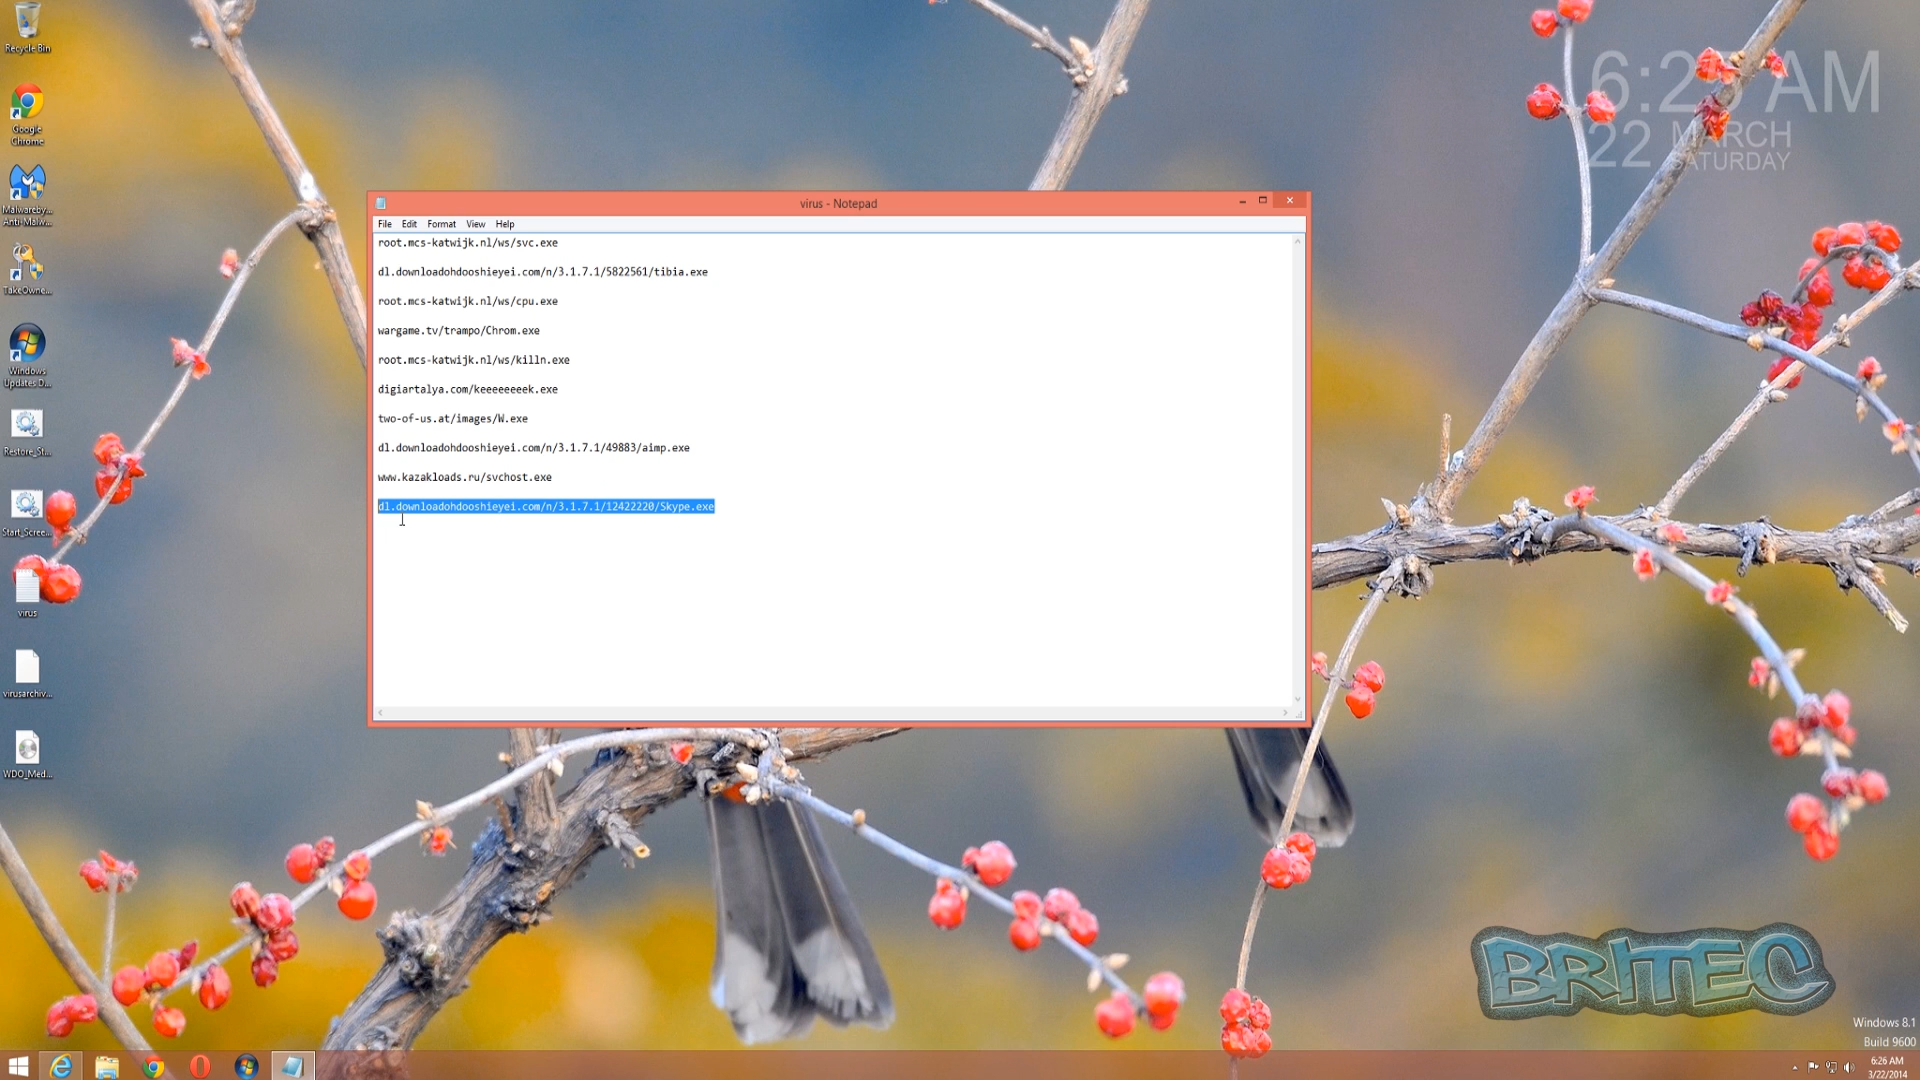 Recycle Bin
Google
Chrome
Malwareby...
Anti-Malw...
TakeOwne...
Windows
Updates D...
Restore_St...
Start_Scree...
virus
virusarchiv...
WDO_Med...
6:25 AM
22 MARCH
SATURDAY
virus - Notepad
File Edit Format View Help
root.mcs-katwijk.nl/ws/svc.exe
dl.downloadohdooshieyei.com/n/3.1.7.1/5822561/tibia.exe
root.mcs-katwijk.nl/ws/cpu.exe
wargame.tv/trampo/Chrom.exe
root.mcs-katwijk.nl/ws/killn.exe
digiartalya.com/keeeeeeeek.exe
two-of-us.at/images/W.exe
dl.downloadohdooshieyei.com/n/3.1.7.1/49883/aimp.exe
www.kazakloads.ru/svchost.exe
dl.downloadohdooshieyei.com/n/3.1.7.1/12422220/Skype.exe
BRITEC
Windows 8.1
Build 9600
6:26 AM
3/22/2014